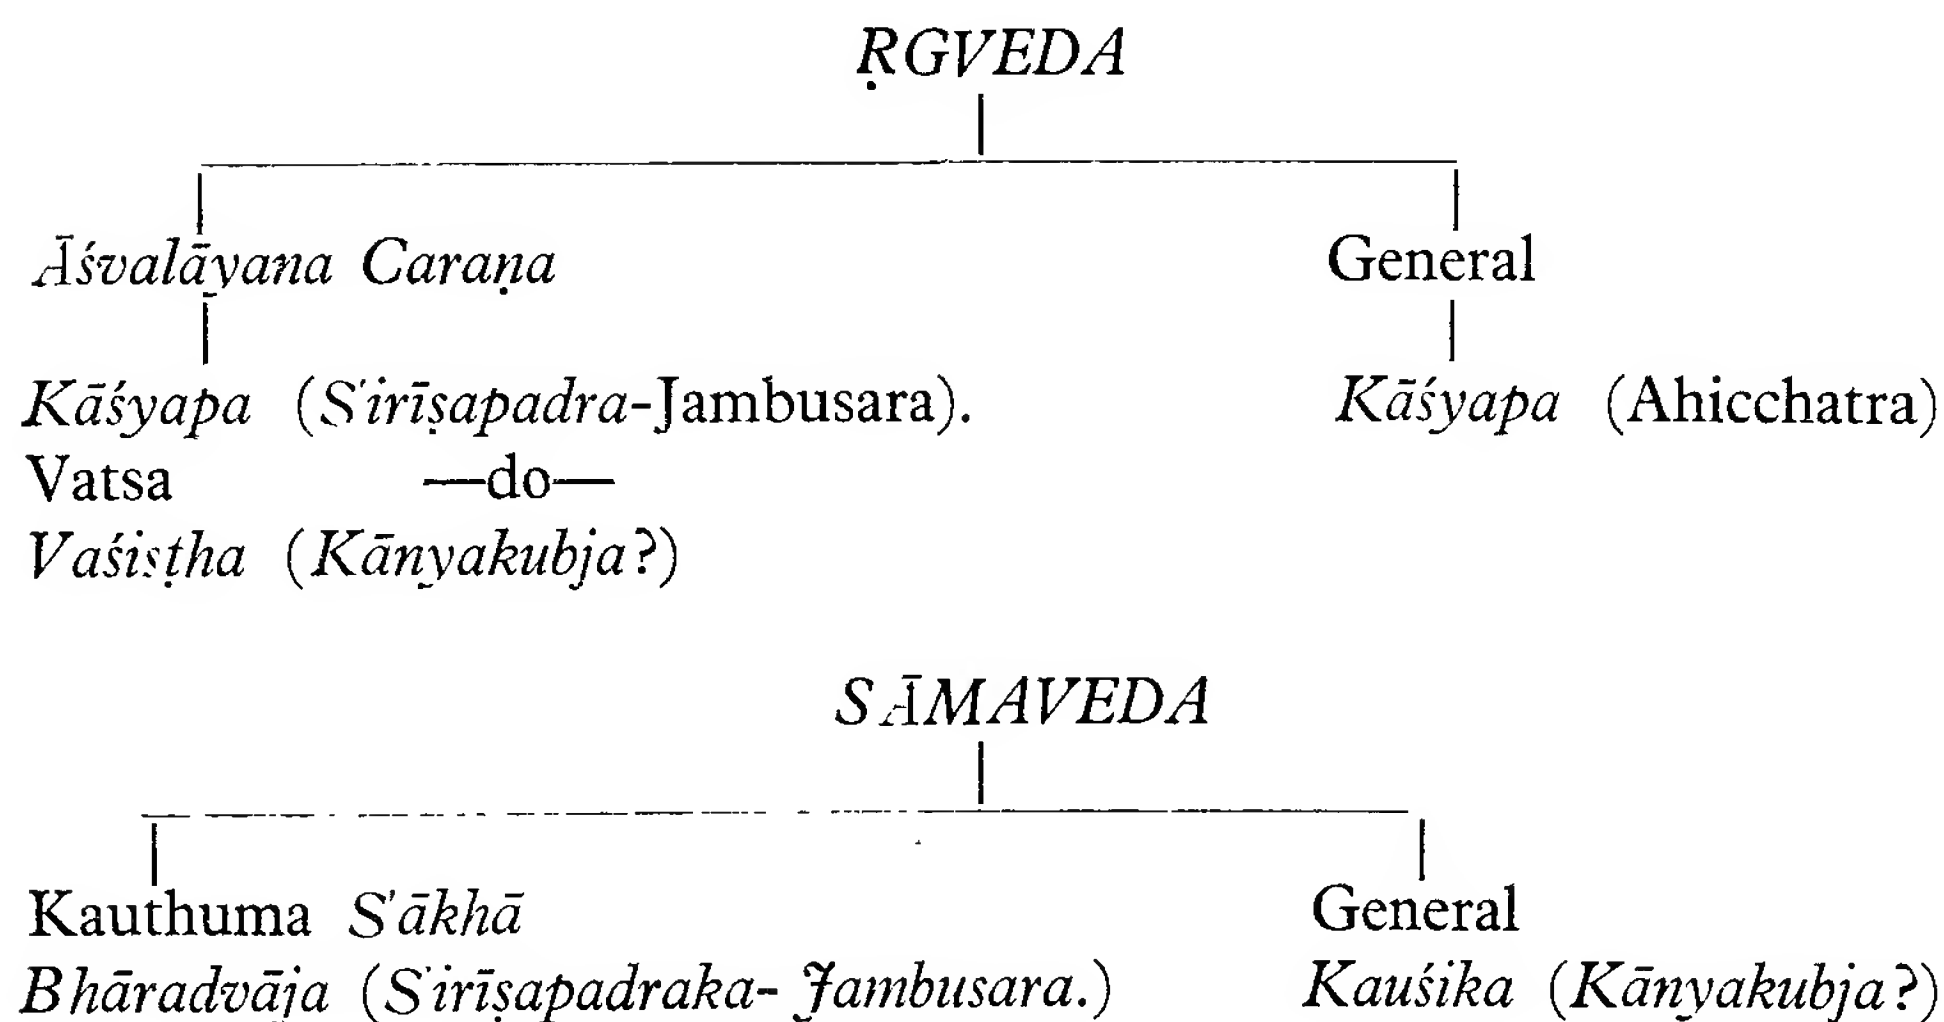 ṚGVEDA
Āśvalāyana Caraṇa General
Kāśyapa (S'irīṣapadra-Jambusara). Kāśyapa (Ahicchatra)
Vatsa —do—
Vaśiṣṭha (Kānyakubja?)
SĀMAVEDA
Kauthuma S'ākhā General
Bhāradvāja (S'irīṣapadraka- Jambusara.) Kauśika (Kānyakubja?)